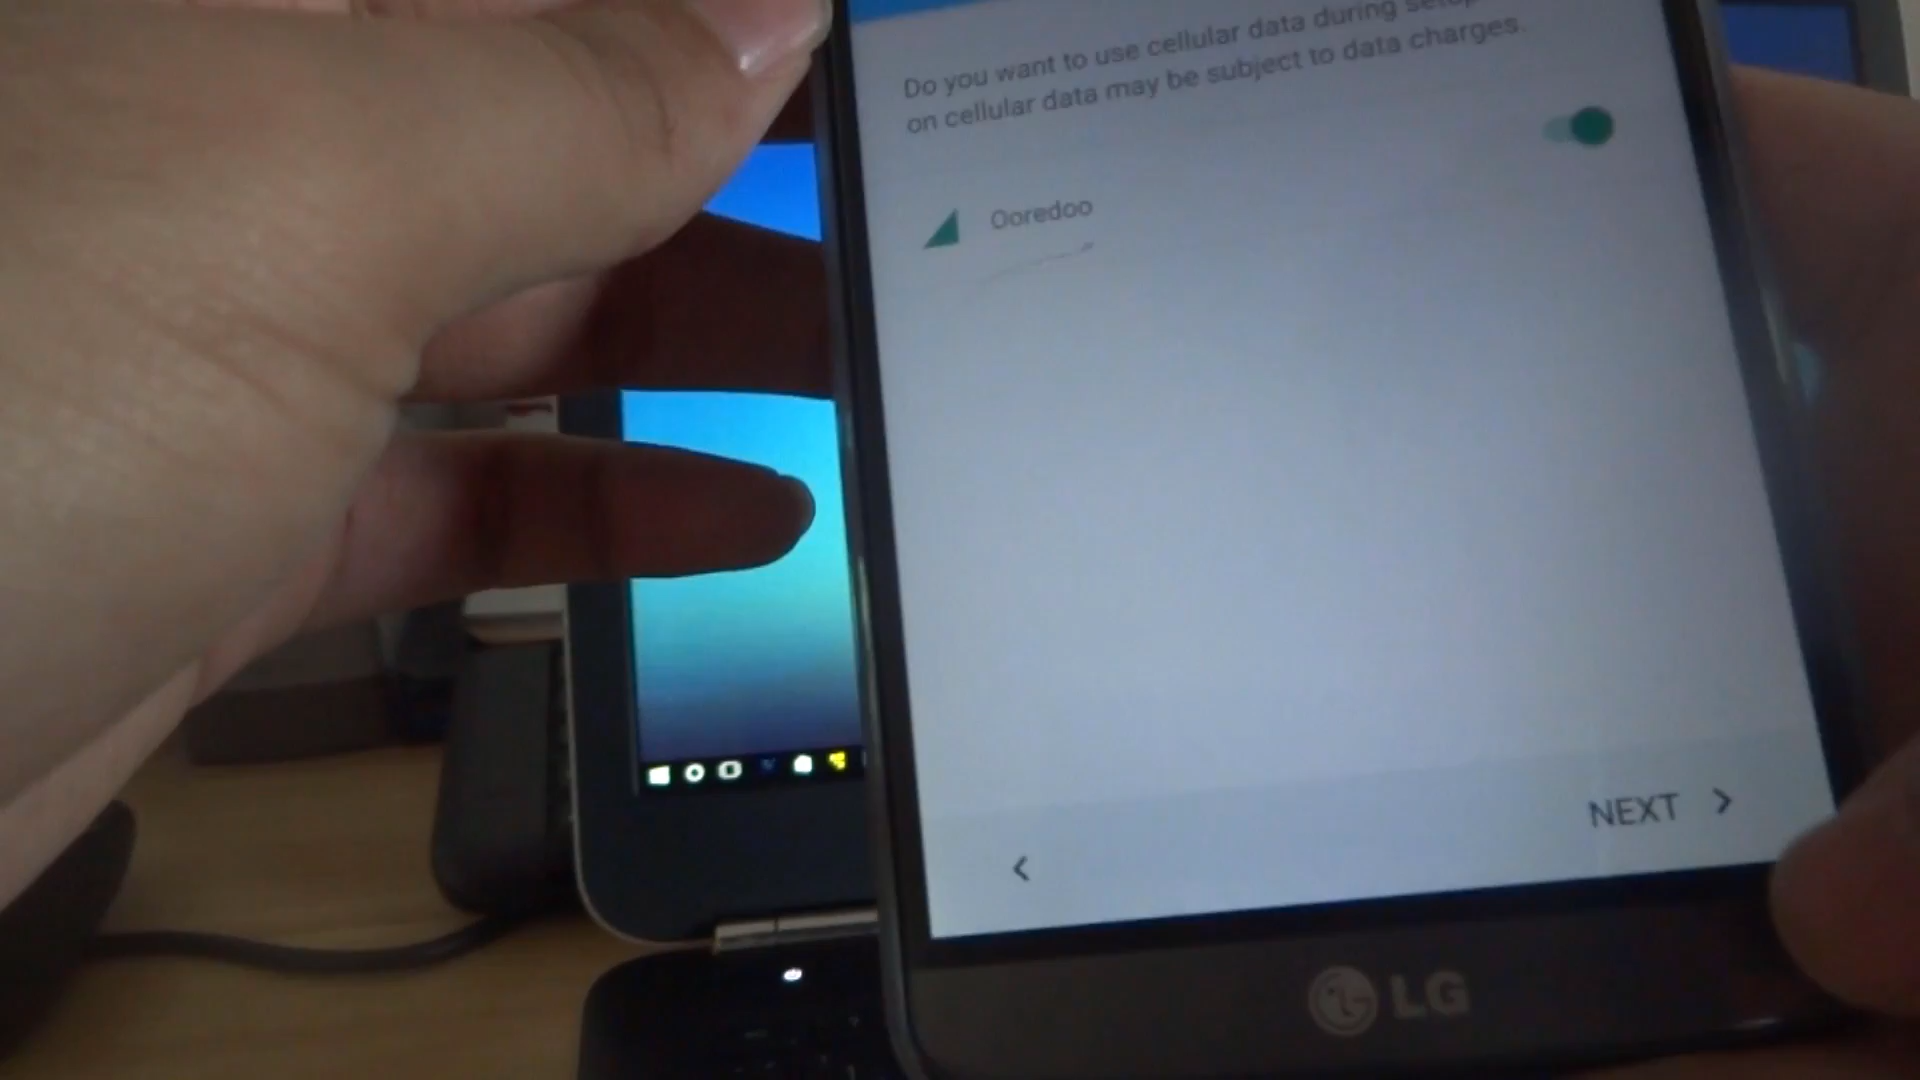 Do you want to use cellular data during
on cellular data may be subject to data charges.
Ooredoo
NEXT
LG